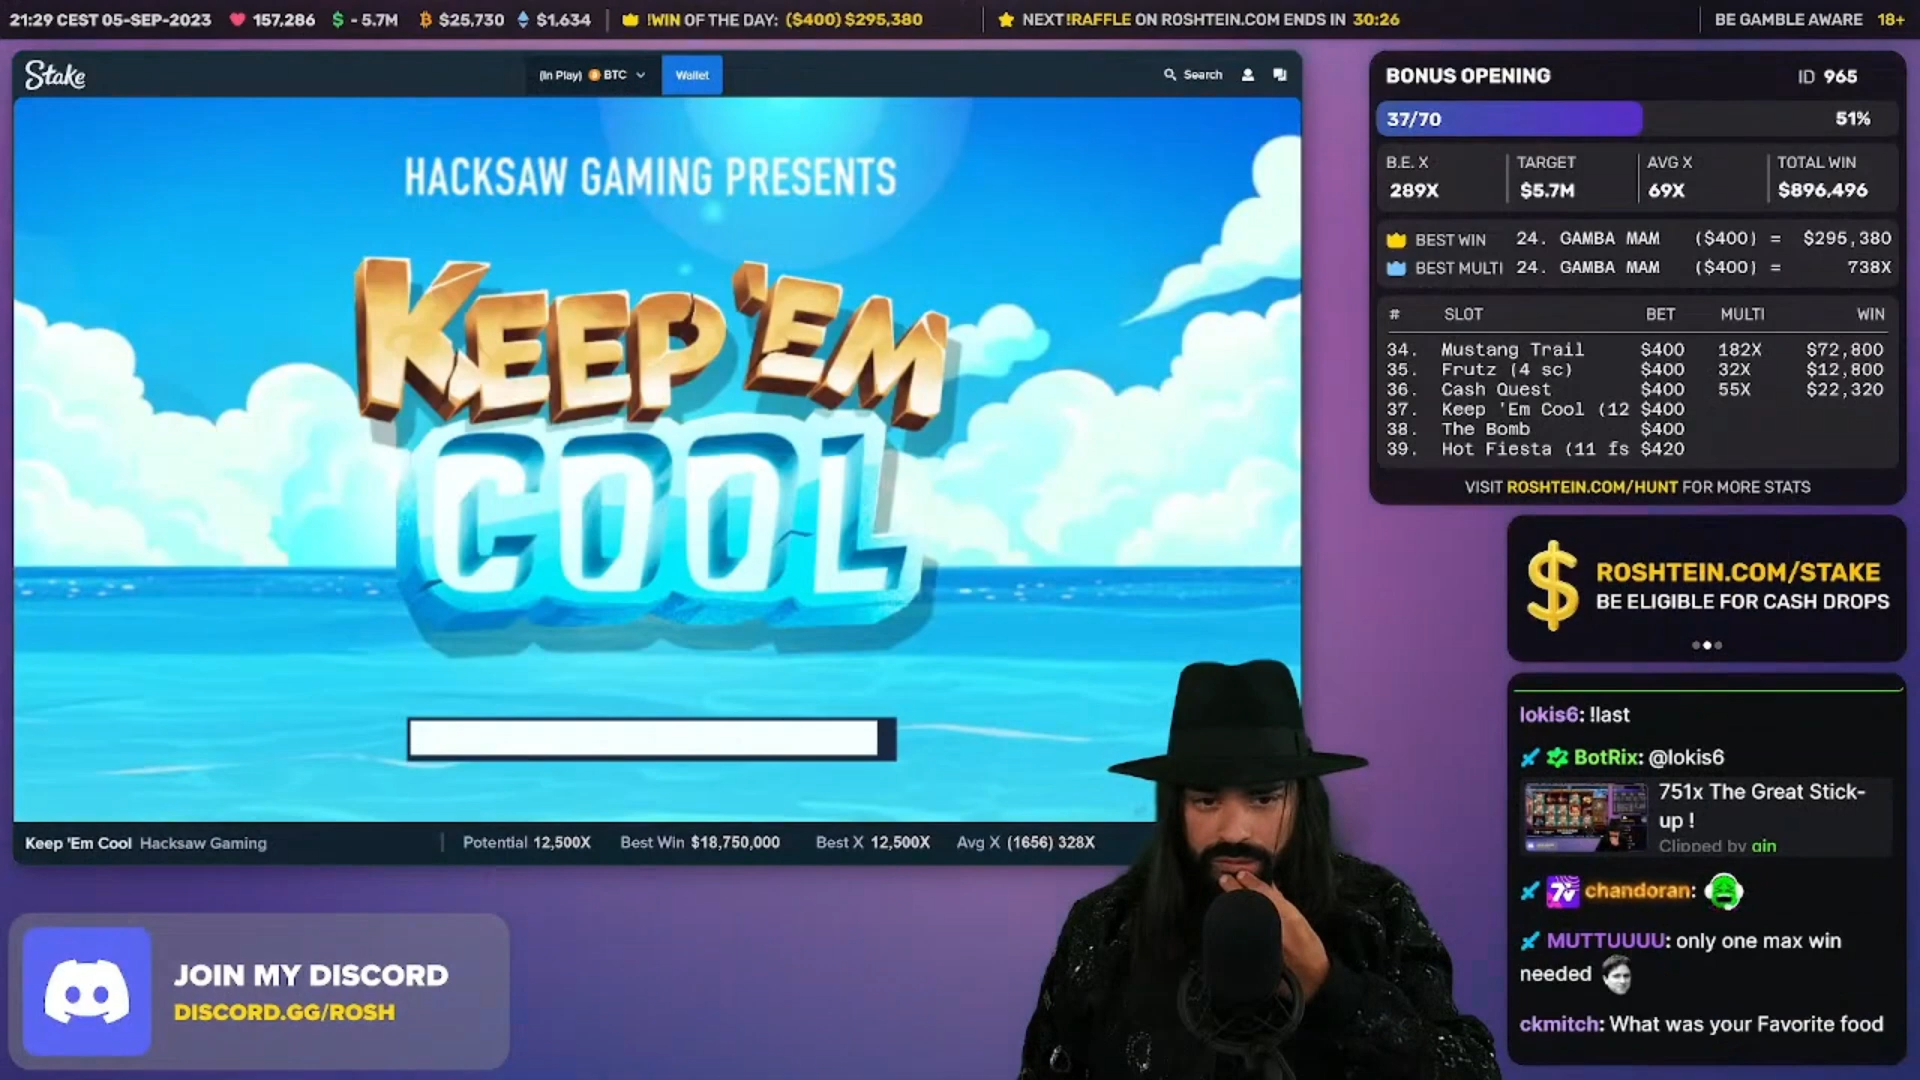 21:29 CEST 05-SEP-2023 157,286 $ - 5.7M $25,730 $1,634 !WIN OF THE DAY: ($400) $295,380 NEXT !RAFFLE ON ROSHTEIN.COM ENDS IN 30:26 BE GAMBLE AWARE 18+
Stake (In Play) BTC Wallet Search
HACKSAW GAMING PRESENTS
KEEP 'EM
COOL
Keep 'Em Cool Hacksaw Gaming Potential 12,500X Best Win $18,750,000 Best X 12,500X Avg X (1656) 328X
JOIN MY DISCORD
DISCORD.GG/ROSH
BONUS OPENING ID 965
37/70 51%
B.E. X TARGET AVG X TOTAL WIN
289X $5.7M 69X $896,496
BEST WIN 24. GAMBA MAM ($400) = $295,380
BEST MULTI 24. GAMBA MAM ($400) = 738X
# SLOT BET MULTI WIN
34. Mustang Trail $400 182X $72,800
35. Frutz (4 sc) $400 32X $12,800
36. Cash Quest $400 55X $22,320
37. Keep 'Em Cool (12 $400
38. The Bomb $400
39. Hot Fiesta (11 fs $420
VISIT ROSHTEIN.COM/HUNT FOR MORE STATS
$ ROSHTEIN.COM/STAKE
BE ELIGIBLE FOR CASH DROPS
lokis6: !last
BotRix: @lokis6
751x The Great Stick-
up !
Clipped by gin
chandoran:
MUTTUUUU: only one max win
needed
ckmitch: What was your Favorite food